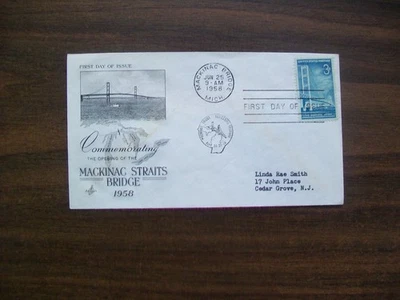 FIRST DAY OF ISSUE
Commemorating
THE OPENING OF THE
MACKINAC STRAITS
BRIDGE
1958
MACKINAC BRIDGE
JUN 25
9-AM
1958
MICH.
FIRST DAY OF
3¢
Linda Rae Smith
17 John Place
Cedar Grove, N.J.